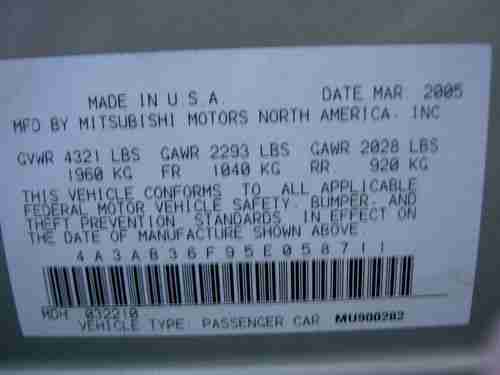 MADE IN U.S.A. DATE MAR 2005
MFD BY MITSUBISHI MOTORS NORTH AMERICA, INC
GVWR 4321 LBS GAWR 2293 LBS GAWR 2028 LBS
1960 KG FR 1040 KG RR 920 KG
THIS VEHICLE CONFORMS TO ALL APPLICABLE
FEDERAL MOTOR VEHICLE SAFETY, BUMPER, AND
THEFT PREVENTION STANDARDS IN EFFECT ON
THE DATE OF MANUFACTURE SHOWN ABOVE
4A3AB36F95E058711
MDH 032210
VEHICLE TYPE: PASSENGER CAR MU900282